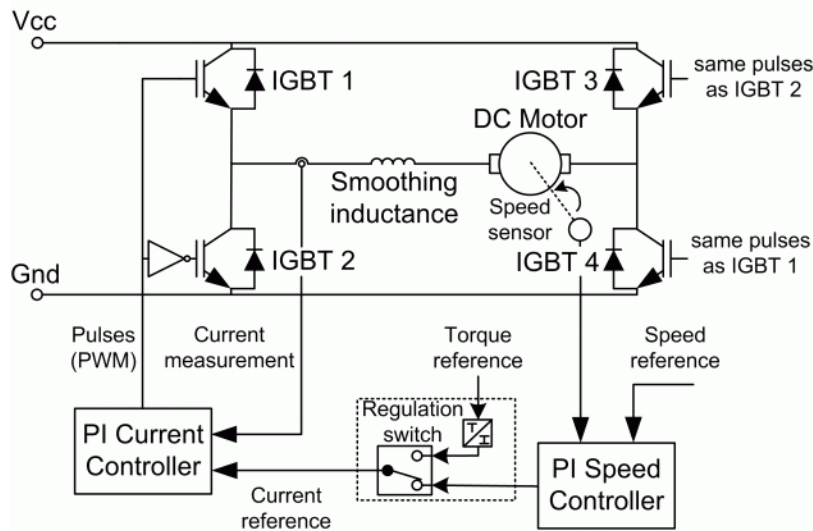 Vcc
IGBT 1
IGBT 3
same pulses
as IGBT 2
DC Motor
Smoothing
inductance
Speed
sensor
IGBT 2
IGBT 4
same pulses
as IGBT 1
Gnd
Pulses
(PWM)
Current
measurement
Torque
reference
Speed
reference
Regulation
switch
T
I
PI Current
Controller
PI Speed
Controller
Current
reference